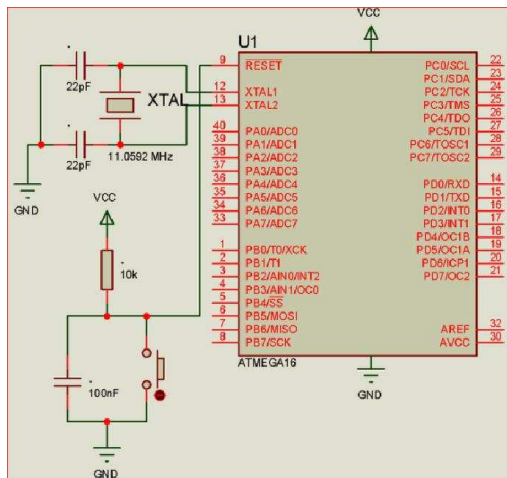 VCC
U1
9 RESET
12 XTAL1
13 XTAL2
40 PA0/ADC0
39 PA1/ADC1
38 PA2/ADC2
37 PA3/ADC3
36 PA4/ADC4
35 PA5/ADC5
34 PA6/ADC6
33 PA7/ADC7
1 PB0/T0/XCK
2 PB1/T1
3 PB2/AIN0/INT2
4 PB3/AIN1/OC0
5 PB4/SS
6 PB5/MOSI
7 PB6/MISO
8 PB7/SCK
PC0/SCL 22
PC1/SDA 23
PC2/TCK 24
PC3/TMS 25
PC4/TDO 26
PC5/TDI 27
PC6/TOSC1 28
PC7/TOSC2 29
PD0/RXD 14
PD1/TXD 15
PD2/INT0 16
PD3/INT1 17
PD4/OC1B 18
PD5/OC1A 19
PD6/ICP1 20
PD7/OC2 21
AREF 32
AVCC 30
ATMEGA16
GND
22pF
XTAL
11.0592 MHz
22pF
GND
VCC
10k
100nF
GND